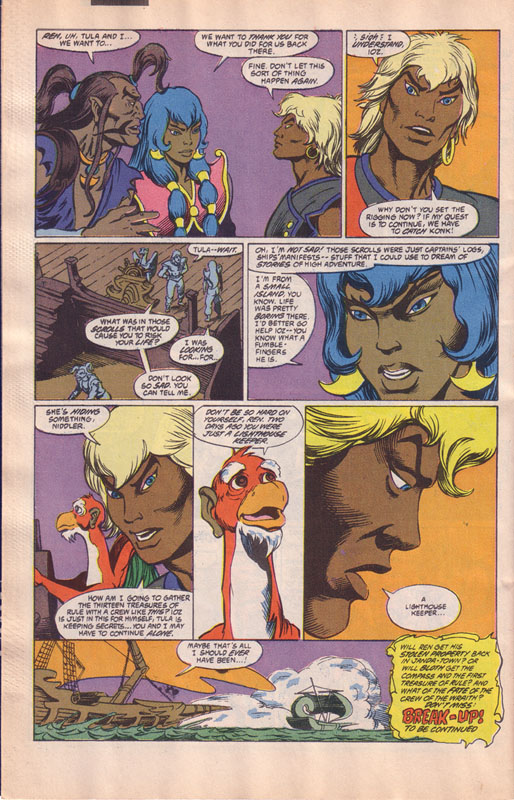 REN, UH, TULA AND I...
WE WANT TO...
WE WANT TO THANK YOU FOR
WHAT YOU DID FOR US BACK
THERE.
FINE. DON'T LET THIS
SORT OF THING
HAPPEN AGAIN.
; SIGH ; I
UNDERSTAND,
IOZ.
WHY DON'T YOU SET THE
RIGGING NOW? IF MY QUEST
IS TO CONTINUE, WE HAVE
TO CATCH KONK!
TULA--WAIT.
WHAT WAS IN THOSE
SCROLLS THAT WOULD
CAUSE YOU TO RISK
YOUR LIFE?
I WAS
LOOKING
FOR...FOR...
DON'T LOOK
SO SAD. YOU
CAN TELL ME.
OH, I'M NOT SAD! THOSE SCROLLS WERE JUST CAPTAINS' LOGS,
SHIPS' MANIFESTS-- STUFF THAT I COULD USE TO DREAM OF
STORIES OF HIGH ADVENTURE.
I'M FROM
A SMALL
ISLAND, YOU
KNOW. LIFE
WAS PRETTY
BORING THERE.
I'D BETTER GO
HELP IOZ--YOU
KNOW WHAT A
FUMBLE-
FINGERS
HE IS.
SHE'S HIDING
SOMETHING,
NIDDLER.
HOW AM I GOING TO GATHER
THE THIRTEEN TREASURES OF
RULE WITH A CREW LIKE THIS? IOZ
IS JUST IN THIS FOR HIMSELF, TULA
IS KEEPING SECRETS...YOU AND I MAY
HAVE TO CONTINUE ALONE.
DON'T BE SO HARD ON
YOURSELF, REN. TWO
DAYS AGO YOU WERE
JUST A LIGHTHOUSE
KEEPER.
A
LIGHTHOUSE
KEEPER...
MAYBE THAT'S ALL
I SHOULD EVER
HAVE BEEN...!
WILL REN GET HIS
STOLEN PROPERTY BACK
IN JANDA-TOWN? OR
WILL BLOTH GET THE
COMPASS AND THE FIRST
TREASURE OF RULE? AND
WHAT OF THE FATE OF THE
CREW OF THE WRAITH?
DON'T MISS:
BREAK-UP!
TO BE CONTINUED